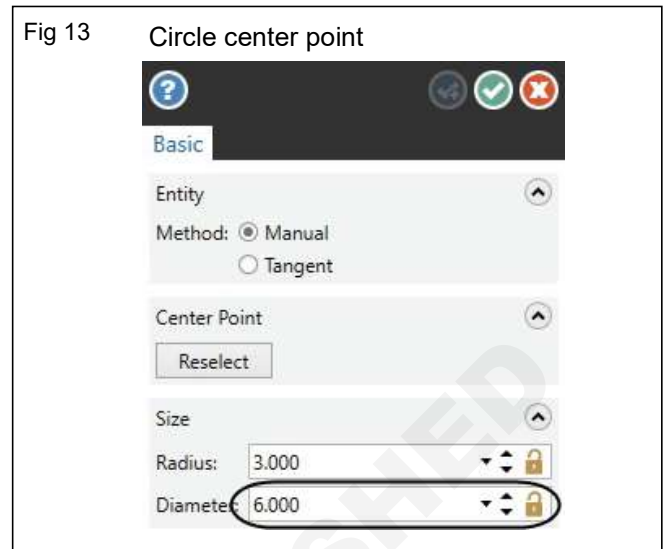 Fig 13
Circle center point
?
Basic
Entity
Method: Manual
Tangent
Center Point
Reselect
Size
Radius: 3.000
Diameter: 6.000
SHED